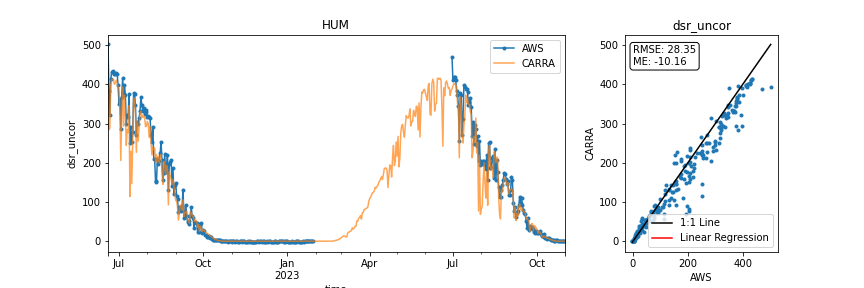 HUM
dsr_uncor
500
400
300
200
100
0
AWS
CARRA
Jul
Oct
Jan
2023
Apr
Jul
Oct
time
dsr_uncor
CARRA
500
400
300
200
100
0
RMSE: 28.35
ME: -10.16
1:1 Line
Linear Regression
0
200
400
AWS